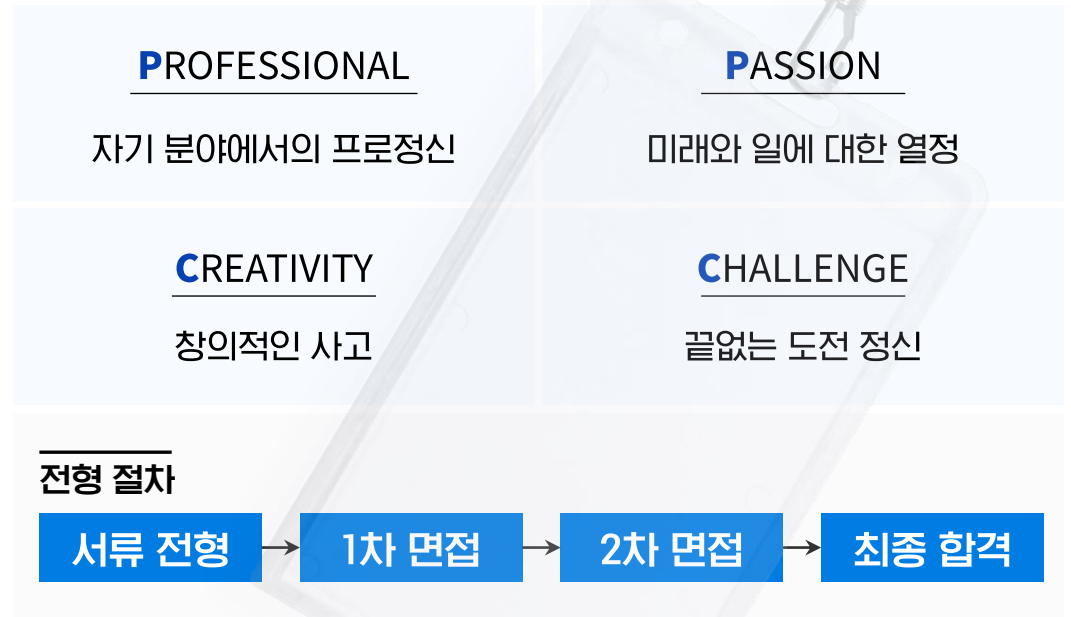 PROFESSIONAL
자기 분야에서의 프로정신
PASSION
미래와 일에 대한 열정
CREATIVITY
창의적인 사고
CHALLENGE
끝없는 도전 정신
전형 절차
서류 전형
1차 면접
2차 면접
최종 합격